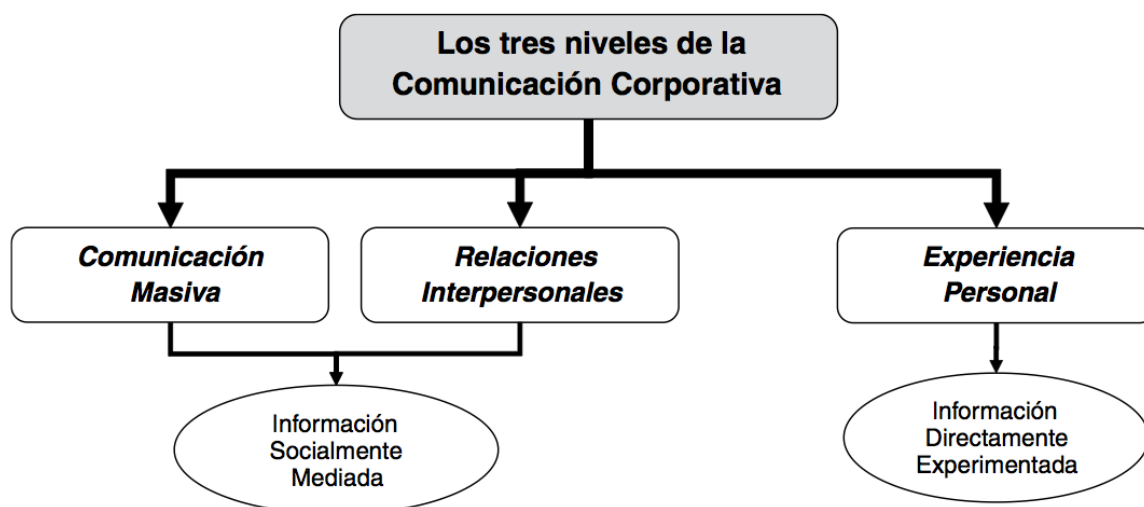 Los tres niveles de la
Comunicación Corporativa
Comunicación
Masiva
Relaciones
Interpersonales
Experiencia
Personal
Información
Socialmente
Mediada
Información
Directamente
Experimentada